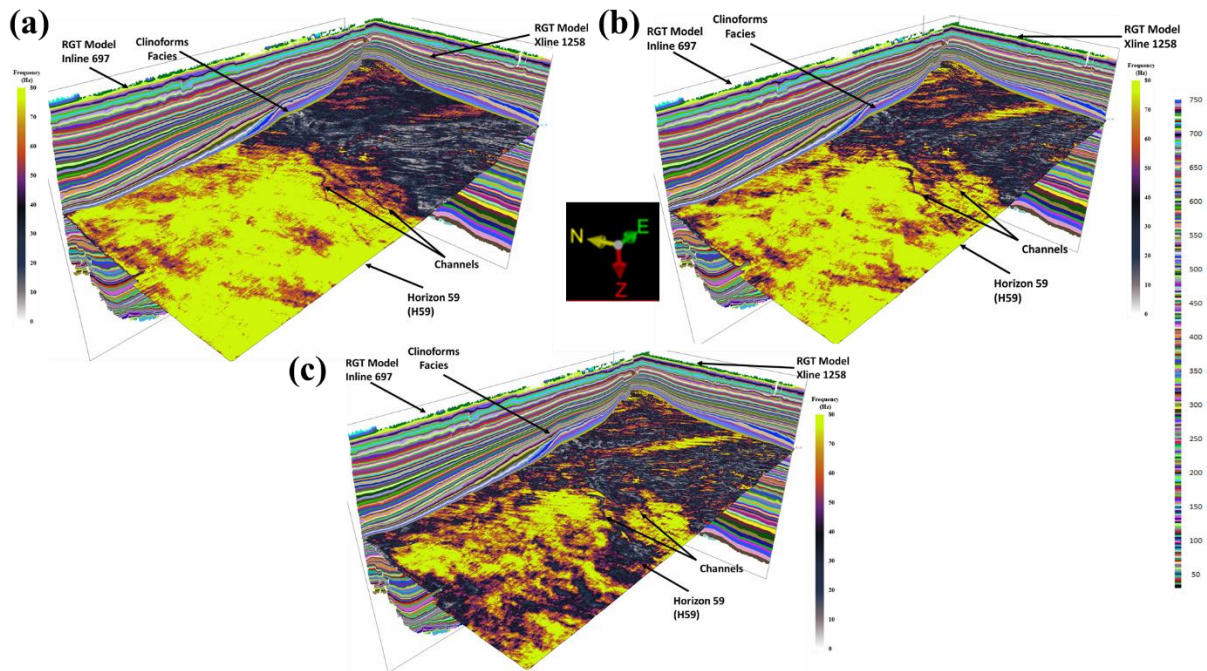 (a)
RGT Model
Inline 697
Clinoforms
Facies
RGT Model
Xline 1258
Frequency
(Hz)
80
70
60
50
40
30
20
10
0
Channels
Horizon 59
(H59)
(b)
RGT Model
Inline 697
Clinoforms
Facies
RGT Model
Xline 1258
Frequency
(Hz)
80
70
60
50
40
30
20
10
0
Channels
Horizon 59
(H59)
N
E
Z
750
700
650
600
550
500
450
400
350
300
250
200
150
100
50
(c)
RGT Model
Inline 697
Clinoforms
Facies
RGT Model
Xline 1258
Frequency
(Hz)
80
70
60
50
40
30
20
10
0
Channels
Horizon 59
(H59)